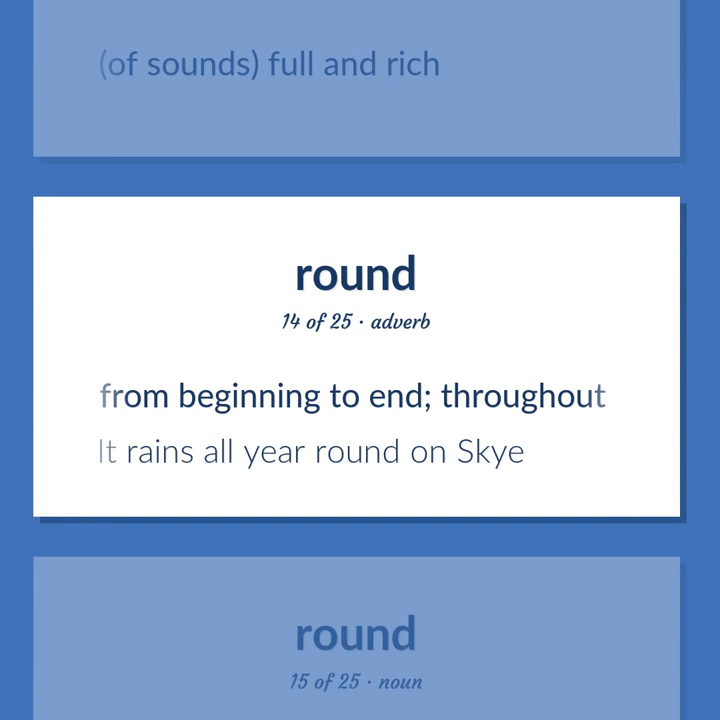 (of sounds) full and rich
round
14 of 25 · adverb
from beginning to end; throughout
It rains all year round on Skye
round
15 of 25 · noun